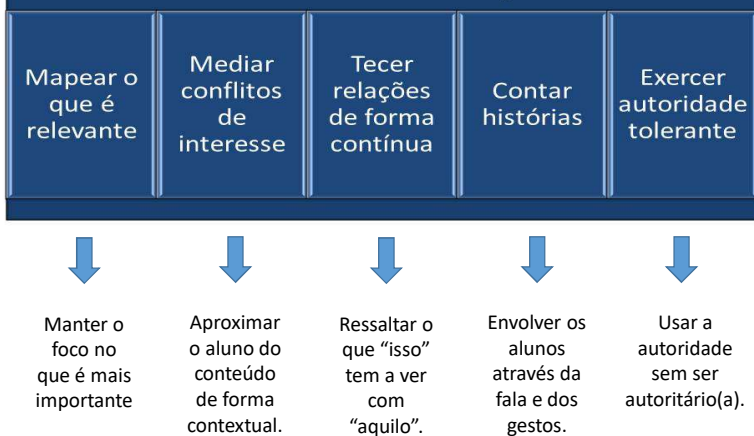 Mapear o
que é
relevante
Mediar
conflitos
de
interesse
Tecer
relações
de forma
contínua
Contar
histórias
Exercer
autoridade
tolerante
Manter o
foco no
que é mais
importante
Aproximar
o aluno do
conteúdo
de forma
contextual.
Ressaltar o
que “isso”
tem a ver
com
“aquilo”.
Envolver os
alunos
através da
fala e dos
gestos.
Usar a
autoridade
sem ser
autoritário(a).